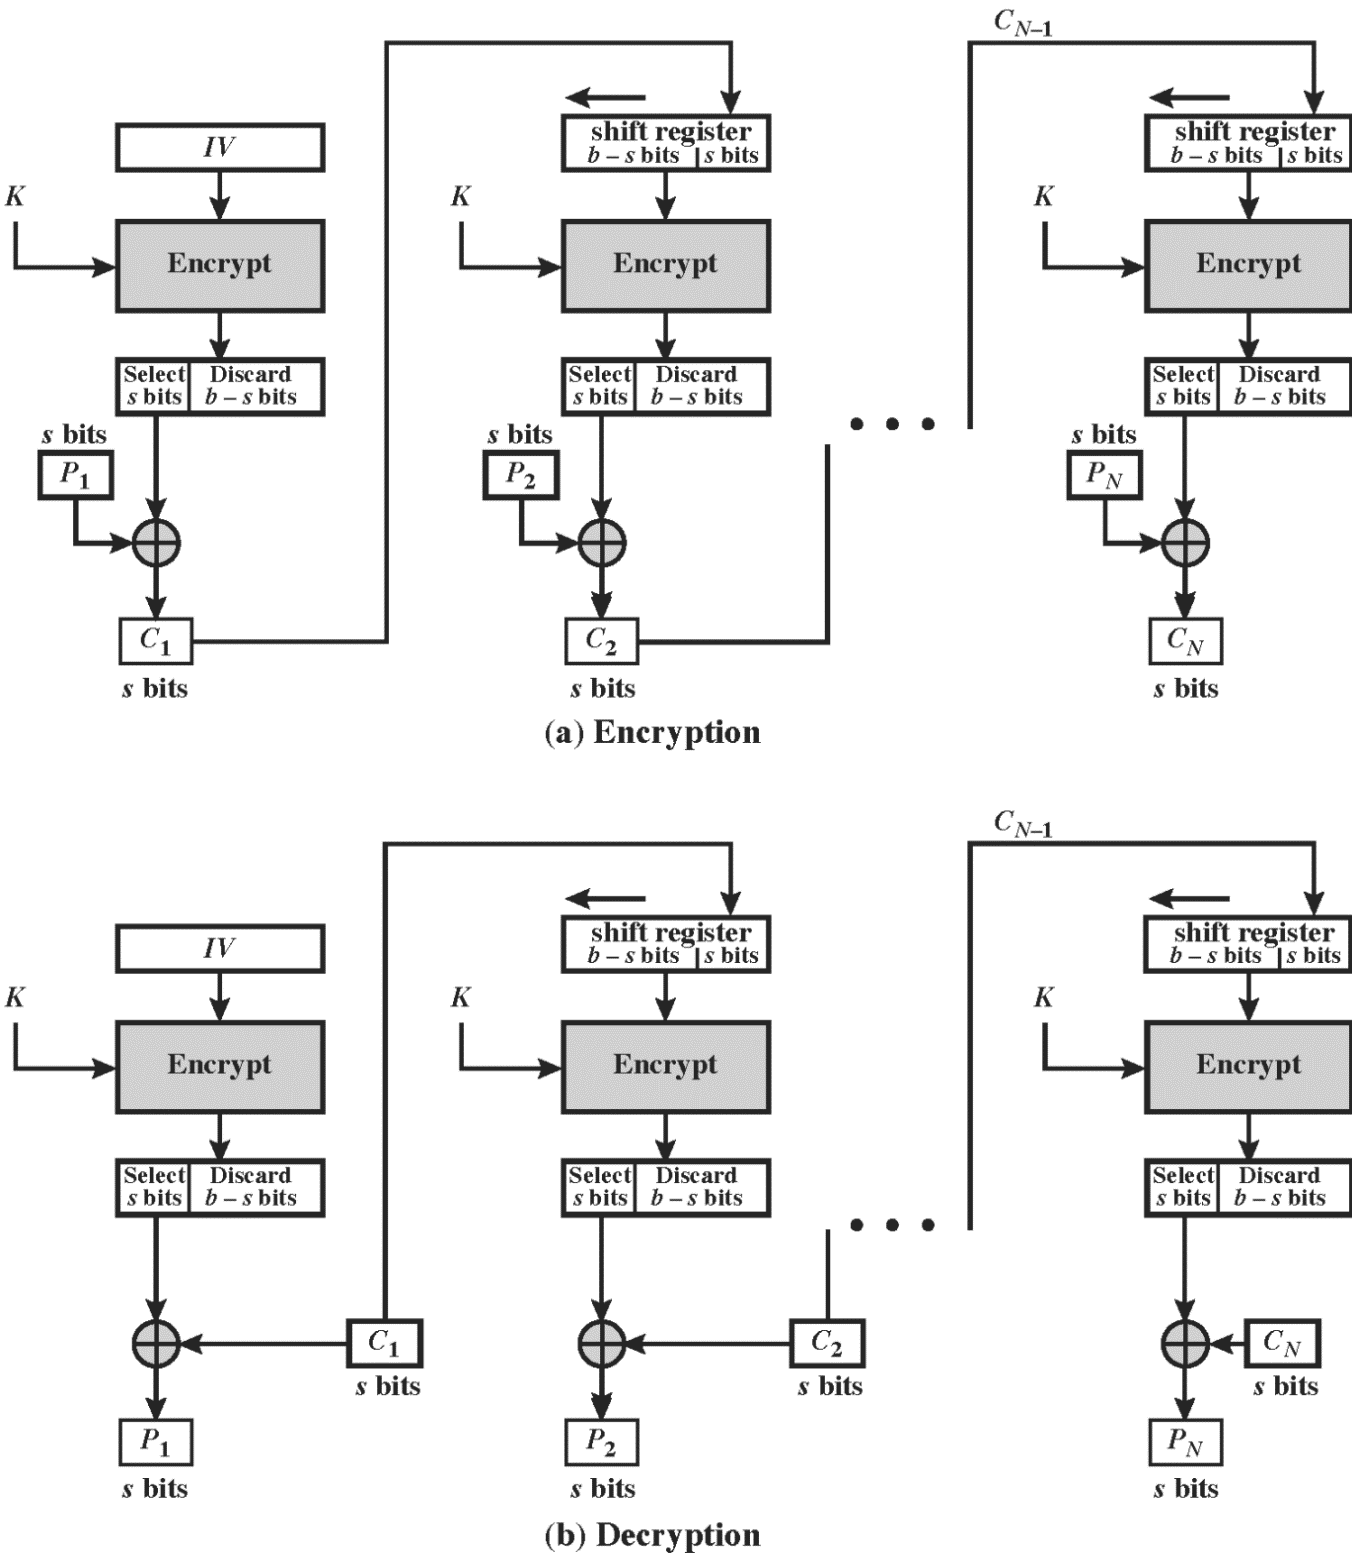 C_{N–1}
shift register
b – s bits | s bits
shift register
b – s bits | s bits
IV
K
K
K
Encrypt
Encrypt
Encrypt
Select Discard
s bits b – s bits
Select Discard
s bits b – s bits
Select Discard
s bits b – s bits
s bits
s bits
s bits
P_1
P_2
P_N
C_1
C_2
C_N
s bits
s bits
s bits
(a) Encryption
C_{N–1}
shift register
b – s bits | s bits
shift register
b – s bits | s bits
IV
K
K
K
Encrypt
Encrypt
Encrypt
Select Discard
s bits b – s bits
Select Discard
s bits b – s bits
Select Discard
s bits b – s bits
C_1
C_2
C_N
s bits
s bits
s bits
P_1
P_2
P_N
s bits
s bits
s bits
(b) Decryption